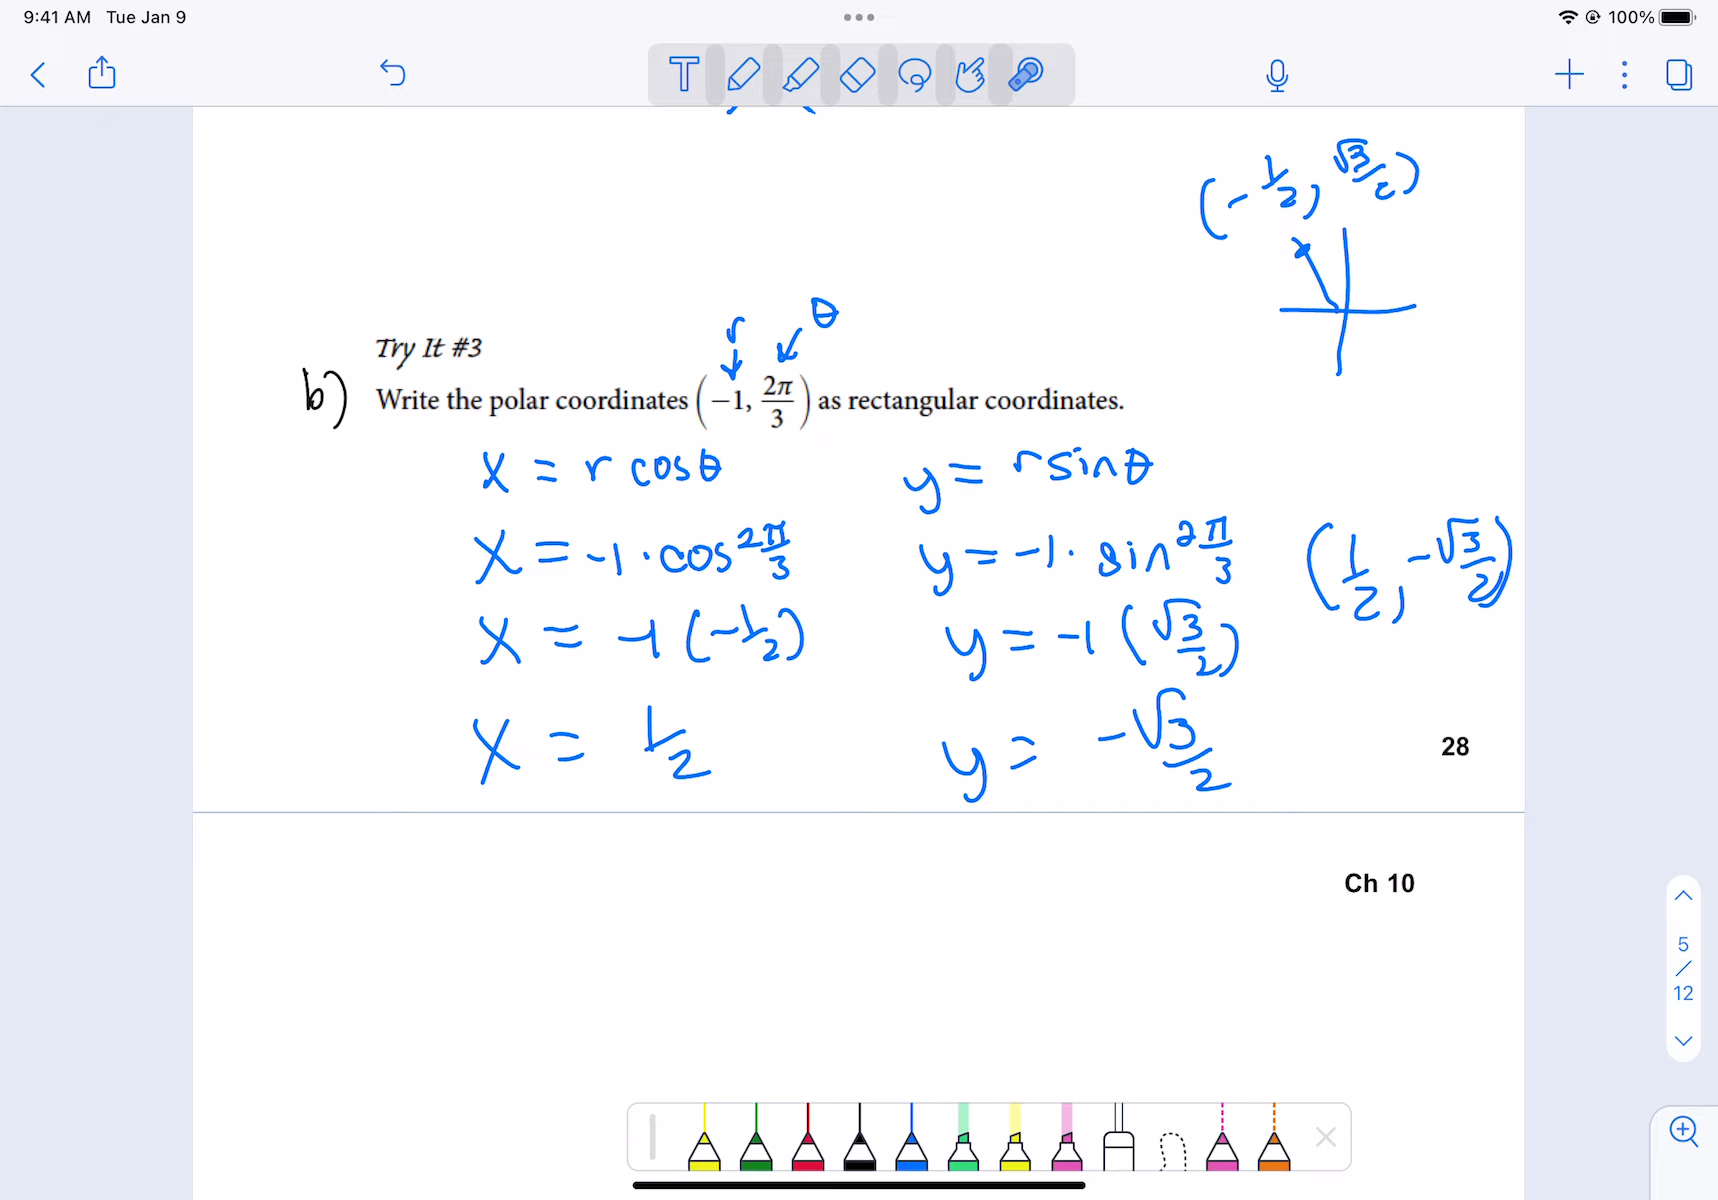 9:41 AM Tue Jan 9
100%
(-1/2, √3/2)
r θ
Try It #3
b) Write the polar coordinates (−1, 2π/3) as rectangular coordinates.
x = r cosθ y = r sinθ
x = -1 · cos 2π/3 y = -1 · sin 2π/3 (1/2, -√3/2)
x = -1 (-1/2) y = -1 (√3/2)
x = 1/2 y = -√3/2
28
Ch 10
5
/
12